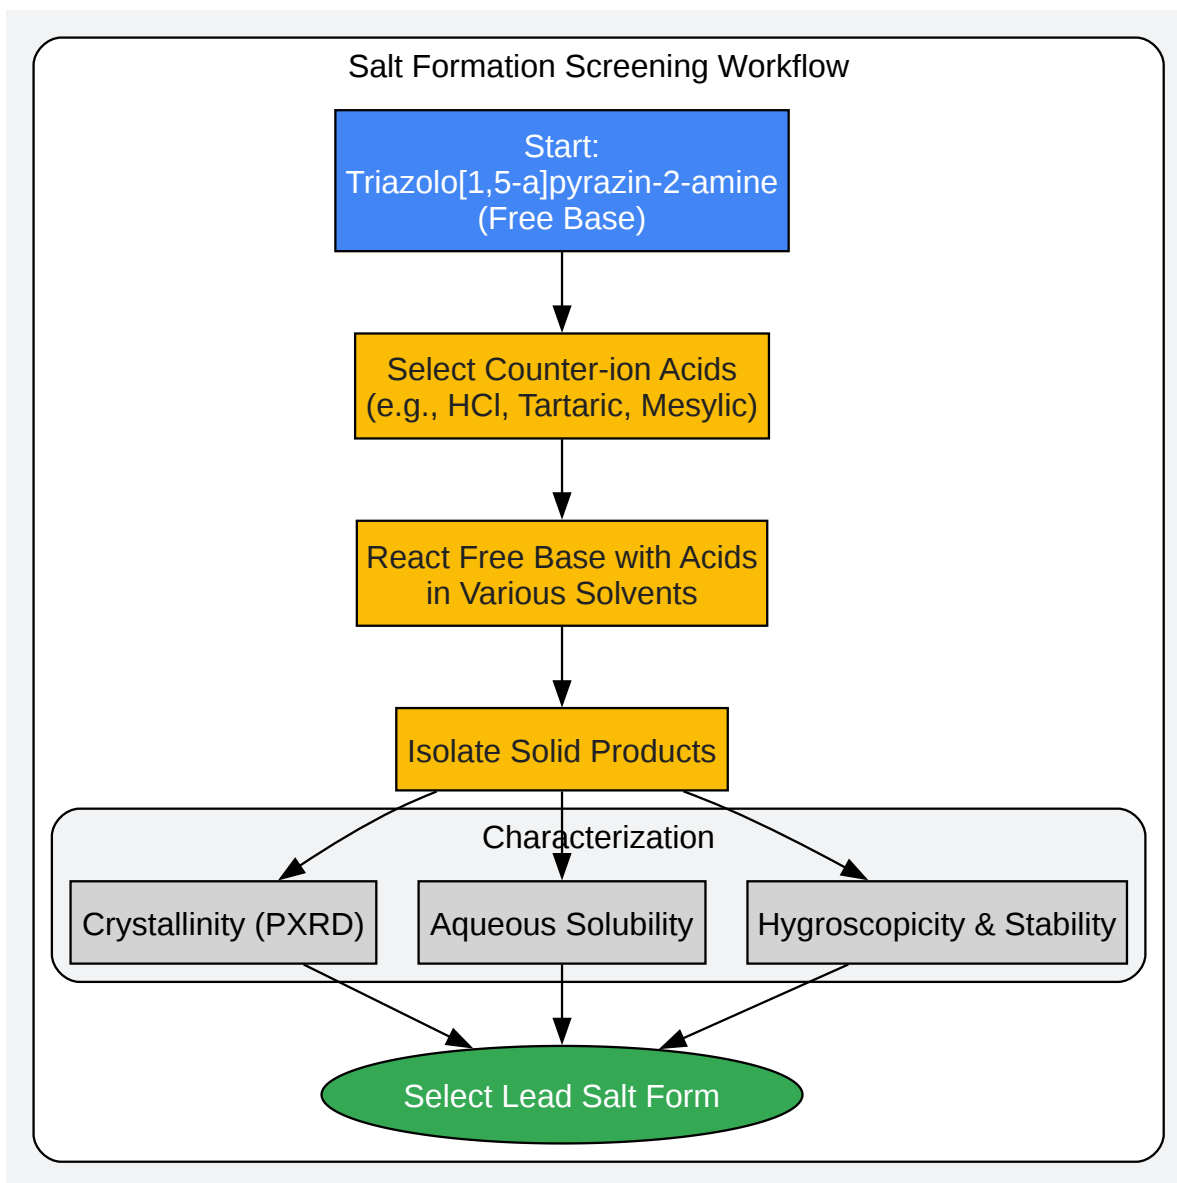 Salt Formation Screening Workflow
Start:
Triazolo[1,5-a]pyrazin-2-amine
(Free Base)
Select Counter-ion Acids
(e.g., HCl, Tartaric, Mesylic)
React Free Base with Acids
in Various Solvents
Isolate Solid Products
Characterization
Crystallinity (PXRD)
Aqueous Solubility
Hygroscopicity & Stability
Select Lead Salt Form